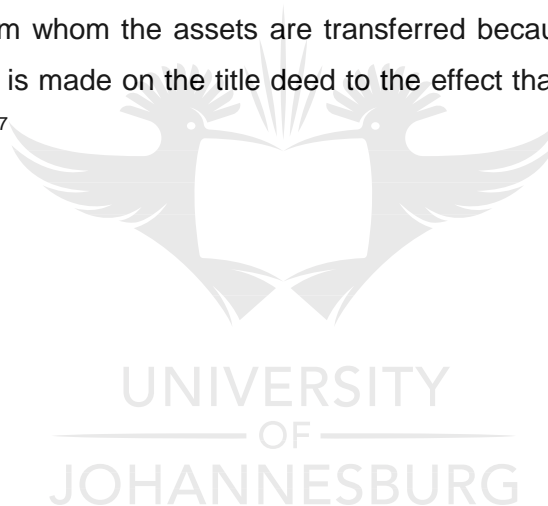 m whom the assets are transferred becau
is made on the title deed to the effect tha
7
UNIVERSITY
OF
JOHANNESBURG